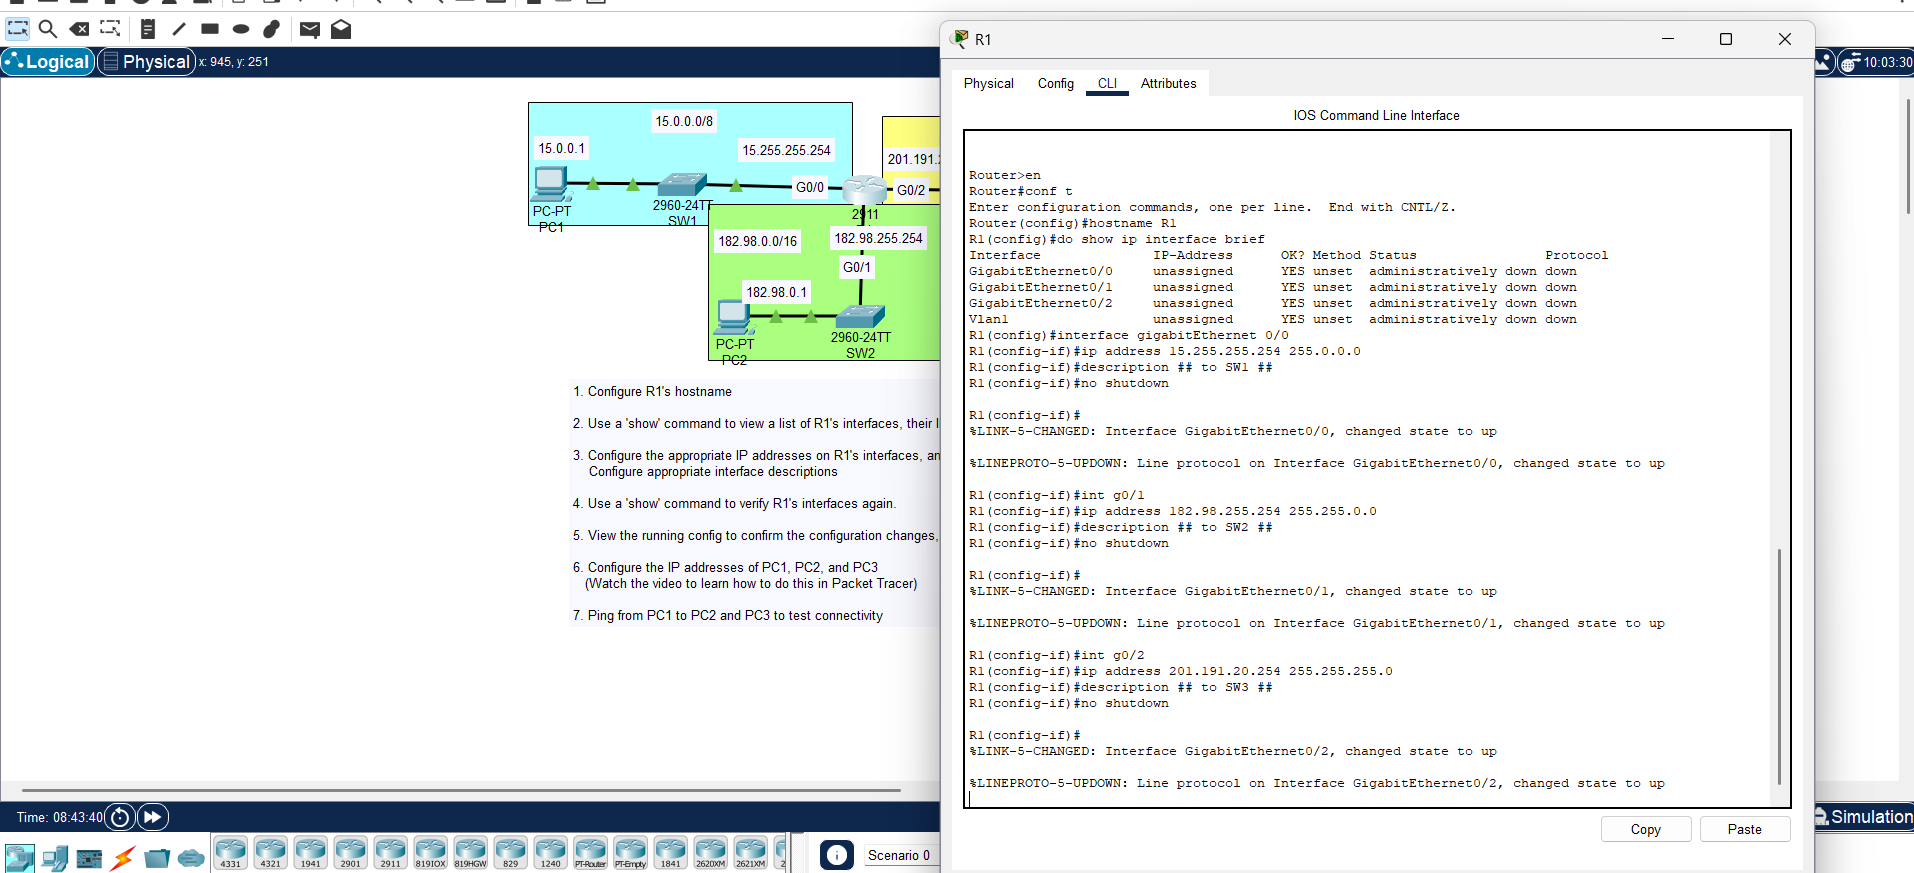 Logical
Physical
x: 945, y: 251
10:03:30
15.0.0.0/8
15.0.0.1
15.255.255.254
201.191.
G0/0
G0/2
PC-PT
PC1
2960-24TT
SW1
2911
182.98.0.0/16
182.98.255.254
G0/1
182.98.0.1
PC-PT
PC2
2960-24TT
SW2
1. Configure R1's hostname
2. Use a 'show' command to view a list of R1's interfaces, their
3. Configure the appropriate IP addresses on R1's interfaces, an
Configure appropriate interface descriptions
4. Use a 'show' command to verify R1's interfaces again.
5. View the running config to confirm the configuration changes,
6. Configure the IP addresses of PC1, PC2, and PC3
(Watch the video to learn how to do this in Packet Tracer)
7. Ping from PC1 to PC2 and PC3 to test connectivity
R1
Physical
Config
CLI
Attributes
IOS Command Line Interface
Router>en
Router#conf t
Enter configuration commands, one per line.  End with CNTL/Z.
Router(config)#hostname R1
R1(config)#do show ip interface brief
Interface              IP-Address      OK? Method Status                Protocol
GigabitEthernet0/0     unassigned      YES unset  administratively down down
GigabitEthernet0/1     unassigned      YES unset  administratively down down
GigabitEthernet0/2     unassigned      YES unset  administratively down down
Vlan1                  unassigned      YES unset  administratively down down
R1(config)#interface gigabitEthernet 0/0
R1(config-if)#ip address 15.255.255.254 255.0.0.0
R1(config-if)#description ## to SW1 ##
R1(config-if)#no shutdown
R1(config-if)#
%LINK-5-CHANGED: Interface GigabitEthernet0/0, changed state to up
%LINEPROTO-5-UPDOWN: Line protocol on Interface GigabitEthernet0/0, changed state to up
R1(config-if)#int g0/1
R1(config-if)#ip address 182.98.255.254 255.255.0.0
R1(config-if)#description ## to SW2 ##
R1(config-if)#no shutdown
R1(config-if)#
%LINK-5-CHANGED: Interface GigabitEthernet0/1, changed state to up
%LINEPROTO-5-UPDOWN: Line protocol on Interface GigabitEthernet0/1, changed state to up
R1(config-if)#int g0/2
R1(config-if)#ip address 201.191.20.254 255.255.255.0
R1(config-if)#description ## to SW3 ##
R1(config-if)#no shutdown
R1(config-if)#
%LINK-5-CHANGED: Interface GigabitEthernet0/2, changed state to up
%LINEPROTO-5-UPDOWN: Line protocol on Interface GigabitEthernet0/2, changed state to up
Copy
Paste
Time: 08:43:40
Simulation
4331
4321
1941
2901
2911
819IOX
819HGW
829
1240
PT-Router
PT-Empty
1841
2620XM
2621XM
2
Scenario 0